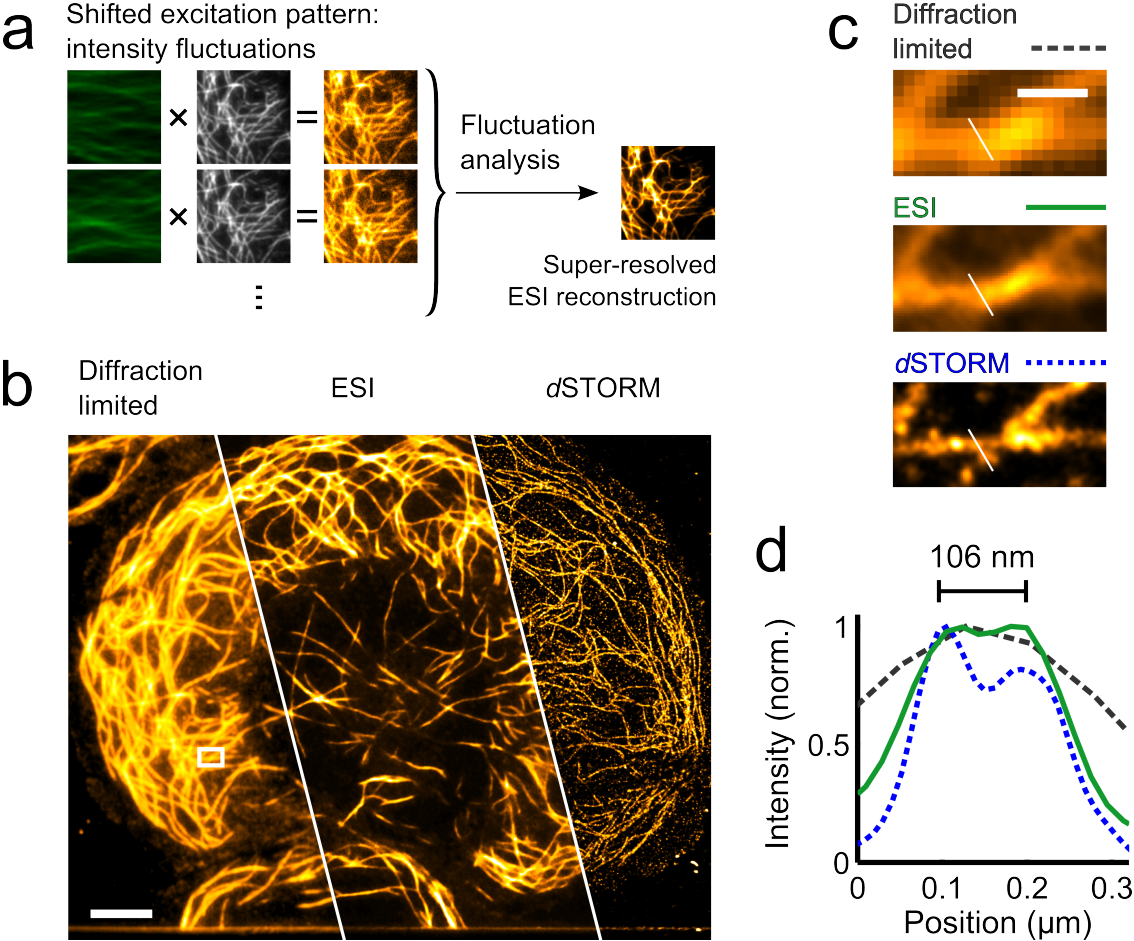 a
Shifted excitation pattern:
intensity fluctuations
× =
× =
...
Fluctuation
analysis
Super-resolved
ESI reconstruction
b
Diffraction
limited
ESI
dSTORM
c
Diffraction
limited
ESI
dSTORM
d
106 nm
Intensity (norm.)
1
0.5
0
0 0.1 0.2 0.3
Position (µm)